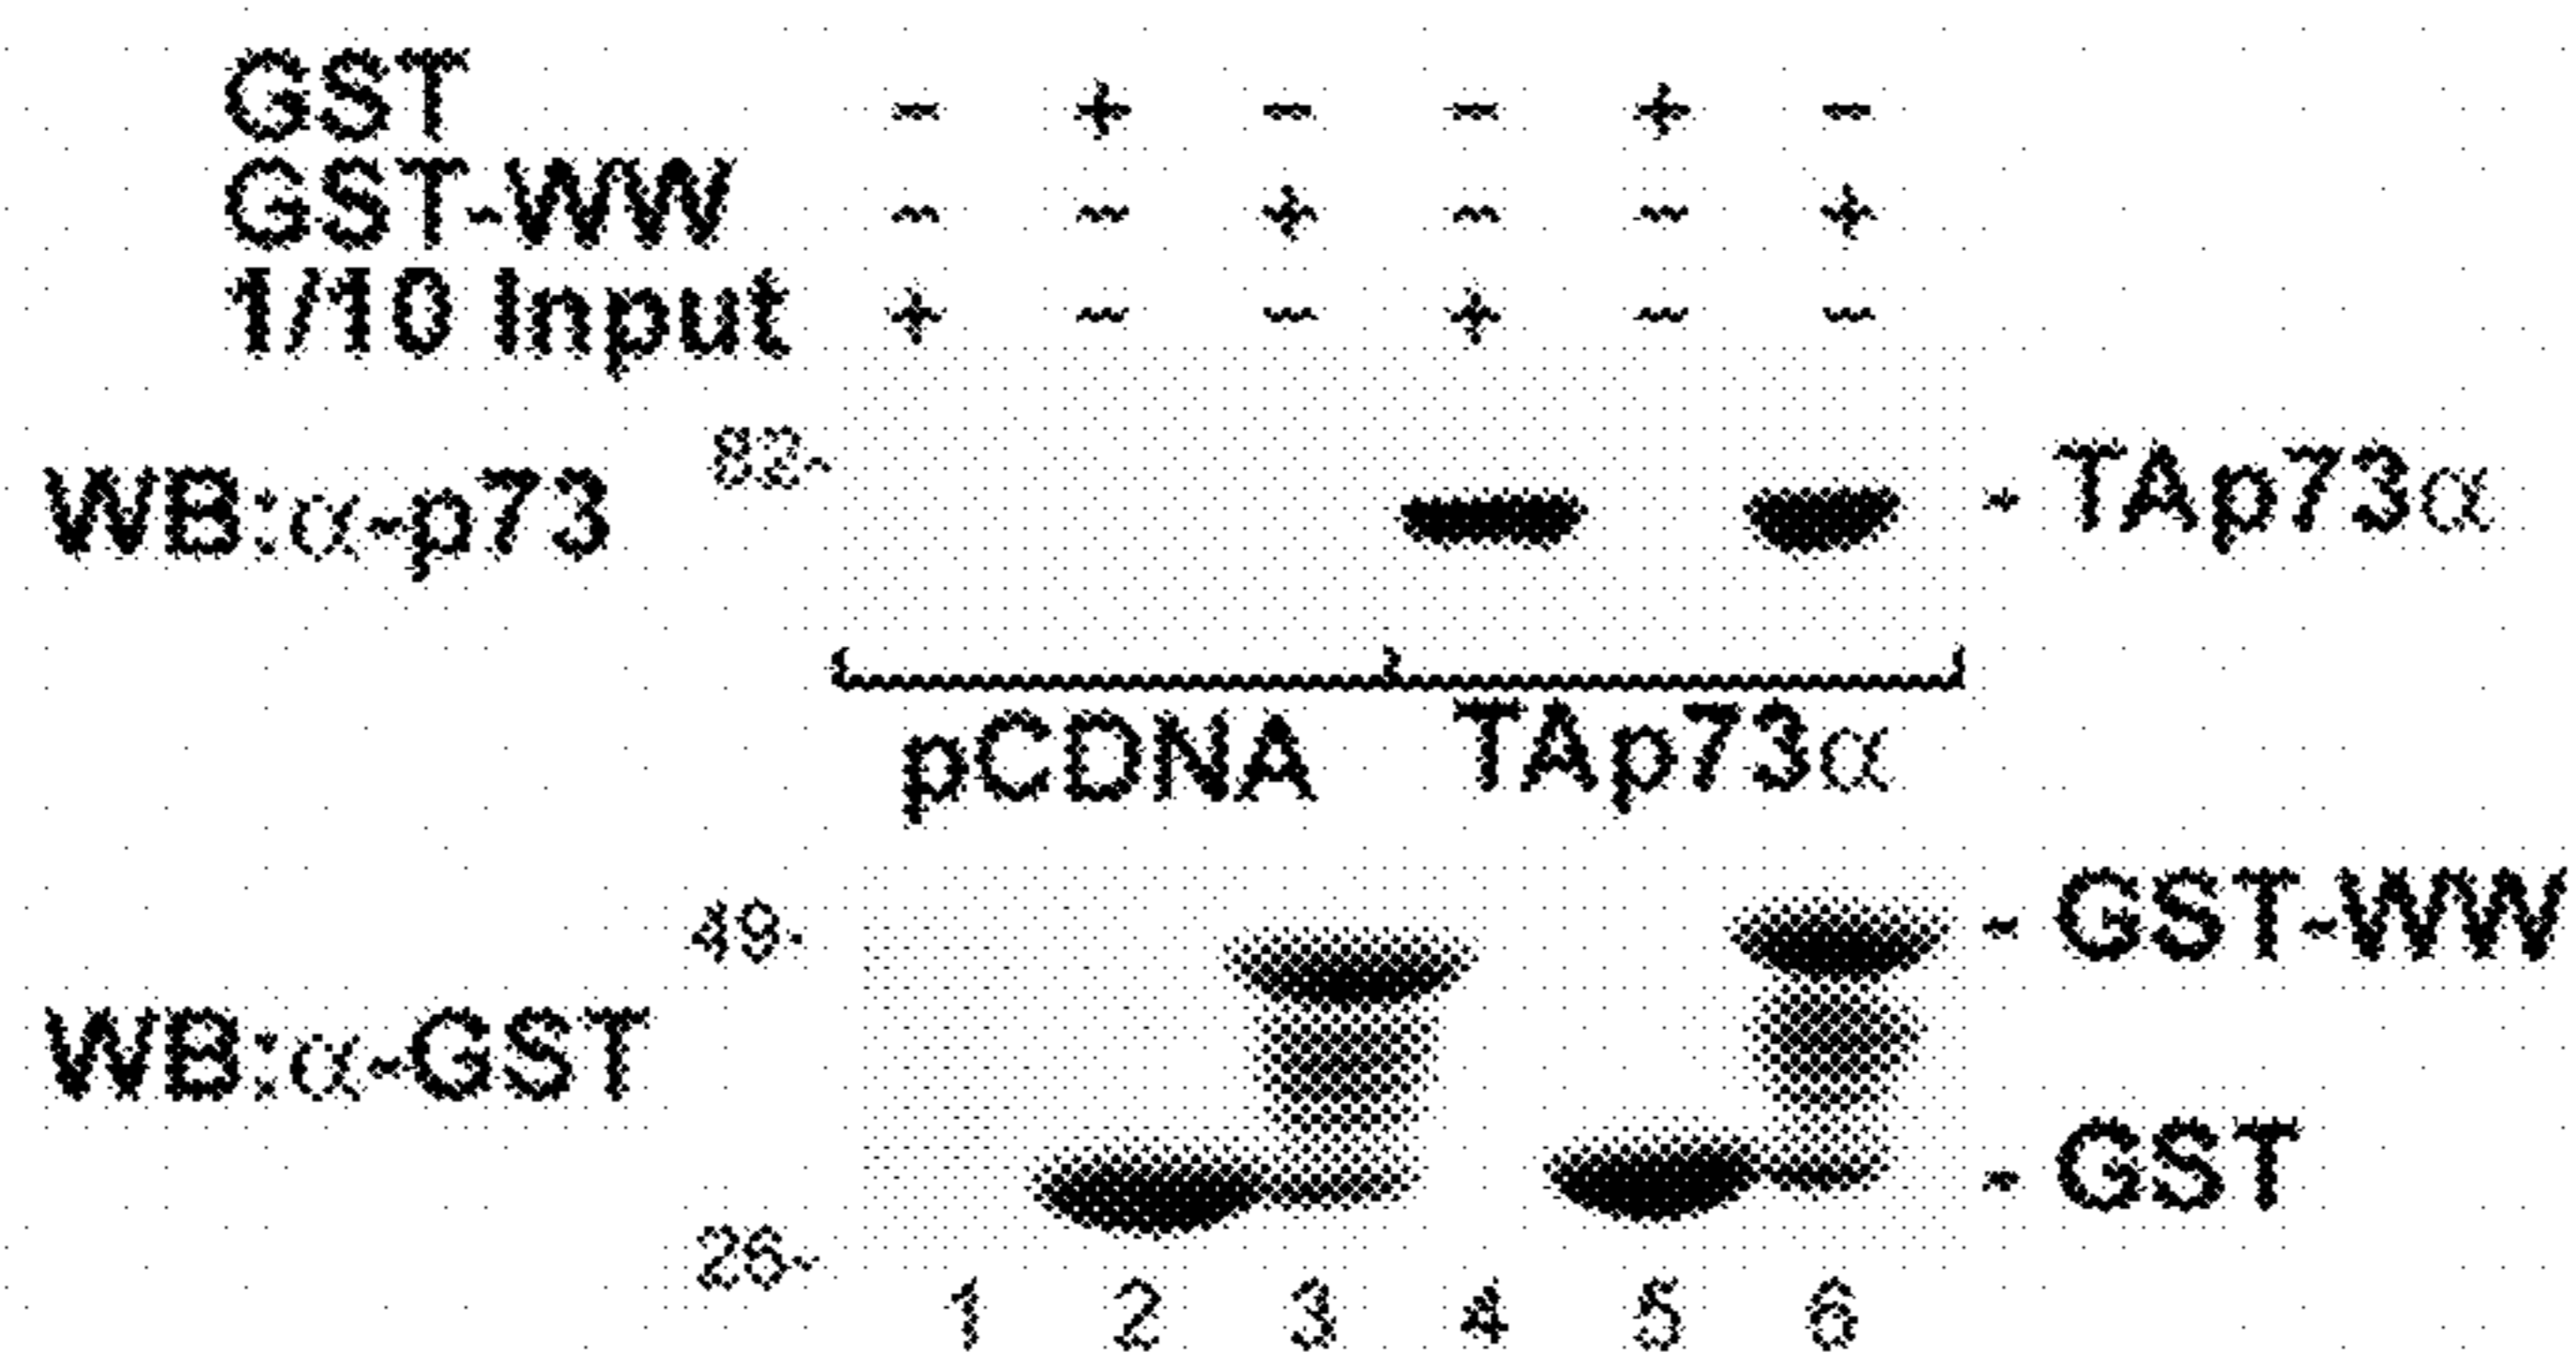 GST - + - - + -
GST-WW - - + - - +
1/10 Input + - - + - -
82-
WB:α-p73 - TAp73α
pCDNA TAp73α
49- - GST-WW
WB:α-GST
- GST
26-
1 2 3 4 5 6